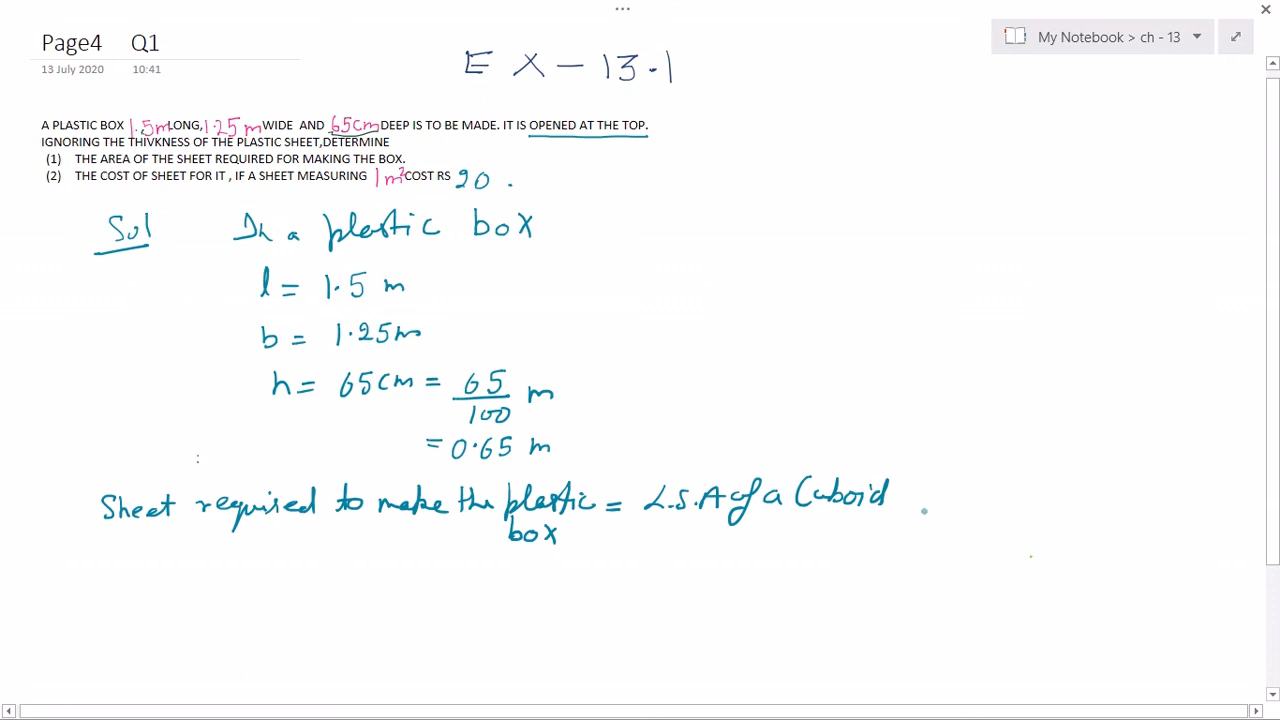 Page4 Q1
13 July 2020 10:41
My Notebook > ch - 13
EX - 13.1
A PLASTIC BOX 1.5m LONG,1.25 m WIDE AND 65cm DEEP IS TO BE MADE. IT IS OPENED AT THE TOP.
IGNORING THE THIVKNESS OF THE PLASTIC SHEET,DETERMINE
(1) THE AREA OF THE SHEET REQUIRED FOR MAKING THE BOX.
(2) THE COST OF SHEET FOR IT , IF A SHEET MEASURING 1m² COST RS 20 .
Sol In a plastic box
l = 1.5 m
b = 1.25m
h = 65cm = 65/100 m
= 0.65 m
Sheet required to make the plastic box = L.S.A of a Cuboid